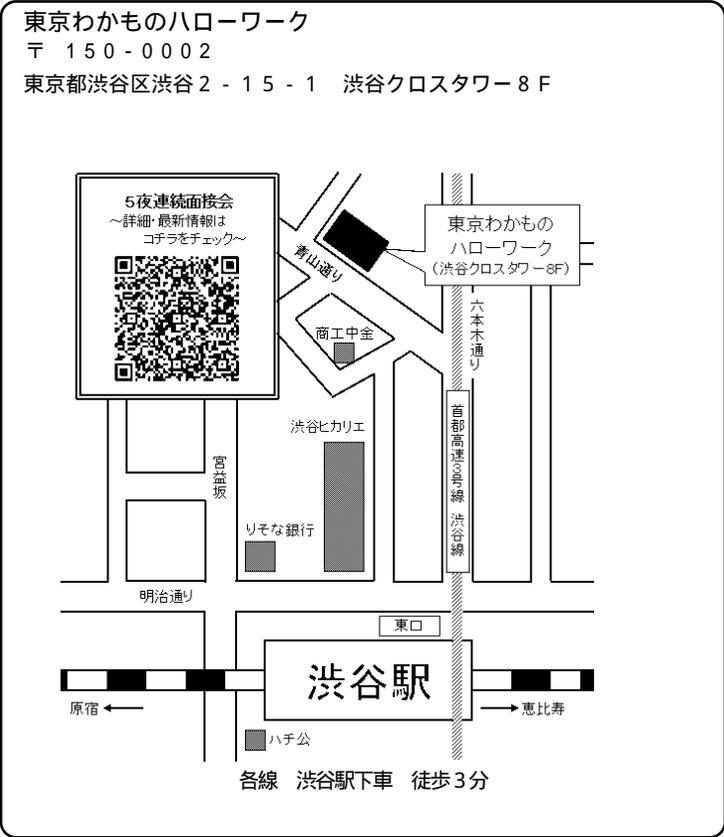 東京わかものハローワーク
〒　１５０-０００２
東京都渋谷区渋谷２-１５-１　渋谷クロスタワー８Ｆ
5夜連続面接会
～詳細・最新情報は
コチラをチェック～
青山通り
東京わかもの
ハローワーク
（渋谷クロスタワー8F）
商工中金
六本木通り
渋谷ヒカリエ
首都高速3号線　渋谷線
宮益坂
りそな銀行
明治通り
東口
渋谷駅
原宿←
→恵比寿
ハチ公
各線　渋谷駅下車　徒歩３分